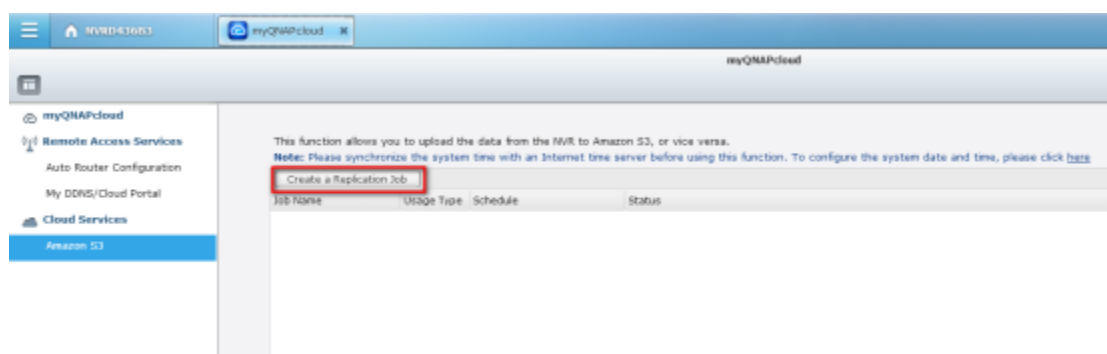 NVRD436B3
myQNAPcloud
myQNAPcloud
myQNAPcloud
Remote Access Services
Auto Router Configuration
My DDNS/Cloud Portal
Cloud Services
Amazon S3
This function allows you to upload the data from the NVR to Amazon S3, or vice versa.
Note: Please synchronize the system time with an Internet time server before using this function. To configure the system date and time, please click here
Create a Replication Job
Job Name Usage Type Schedule Status